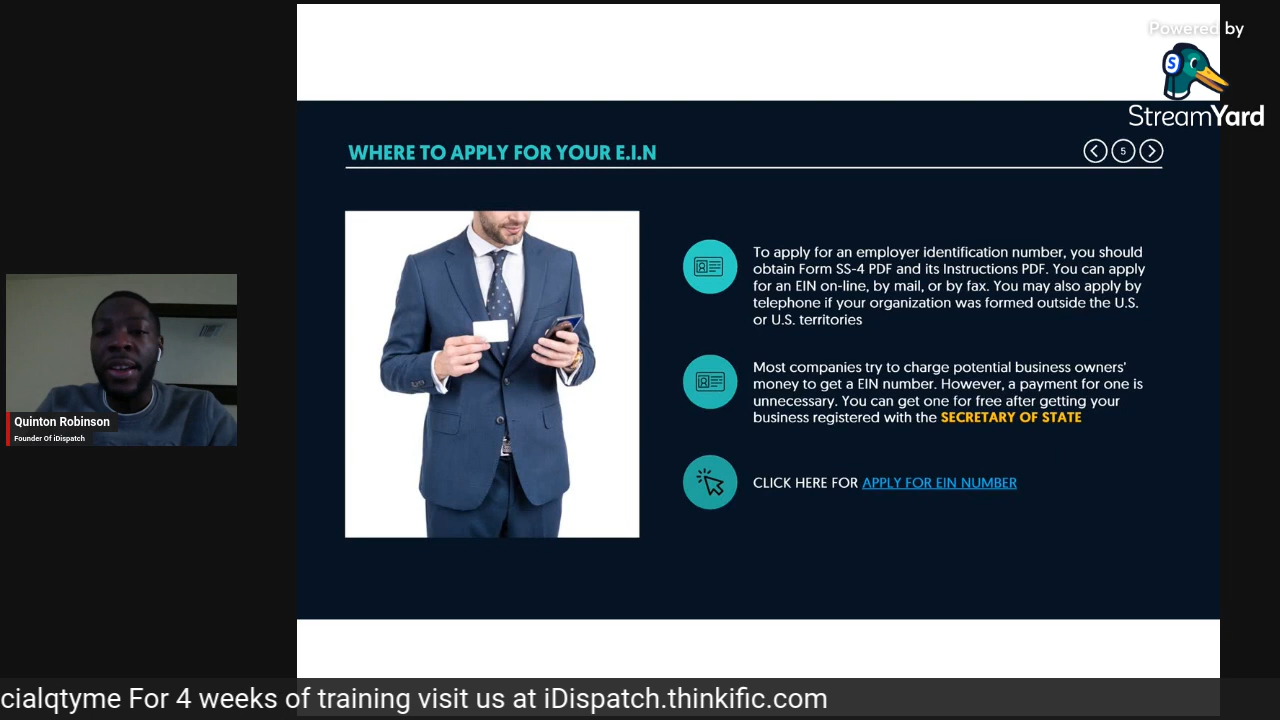 Powered by
StreamYard
WHERE TO APPLY FOR YOUR E.I.N
5
To apply for an employer identification number, you should
obtain Form SS-4 PDF and its Instructions PDF. You can apply
for an EIN on-line, by mail, or by fax. You may also apply by
telephone if your organization was formed outside the U.S.
or U.S. territories
Most companies try to charge potential business owners'
money to get a EIN number. However, a payment for one is
unnecessary. You can get one for free after getting your
business registered with the SECRETARY OF STATE
CLICK HERE FOR APPLY FOR EIN NUMBER
Quinton Robinson
Founder Of iDispatch
cialqtyme For 4 weeks of training visit us at iDispatch.thinkific.com